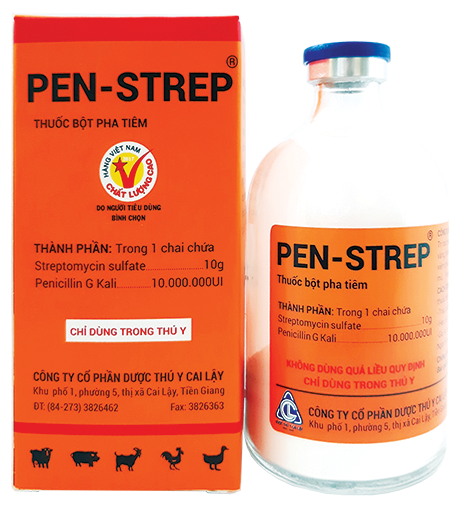 PEN-STREP®
THUỐC BỘT PHA TIÊM
HÀNG VIỆT NAM
CHẤT LƯỢNG CAO
DO NGƯỜI TIÊU DÙNG
BÌNH CHỌN
THÀNH PHẦN: Trong 1 chai chứa
Streptomycin sulfate..................10g
Penicillin G Kali..........10.000.000UI
CHỈ DÙNG TRONG THÚ Y
CÔNG TY CỔ PHẦN DƯỢC THÚ Y CAI LẬY
Khu phố 1, phường 5, thị xã Cai Lậy, Tiền Giang
ĐT: (84-273) 3826462 Fax: 3826363
PEN-STREP®
Thuốc bột pha tiêm
THÀNH PHẦN: Trong 1 chai chứa
Streptomycin sulfate..................10g
Penicillin G Kali..........10.000.000UI
KHÔNG DÙNG QUÁ LIỀU QUY ĐỊNH
CHỈ DÙNG TRONG THÚ Y
CÔNG TY CỔ PHẦN DƯỢC THÚ Y CAI
Khu phố 1, phường 5, thị xã Cai Lậy, Tiền